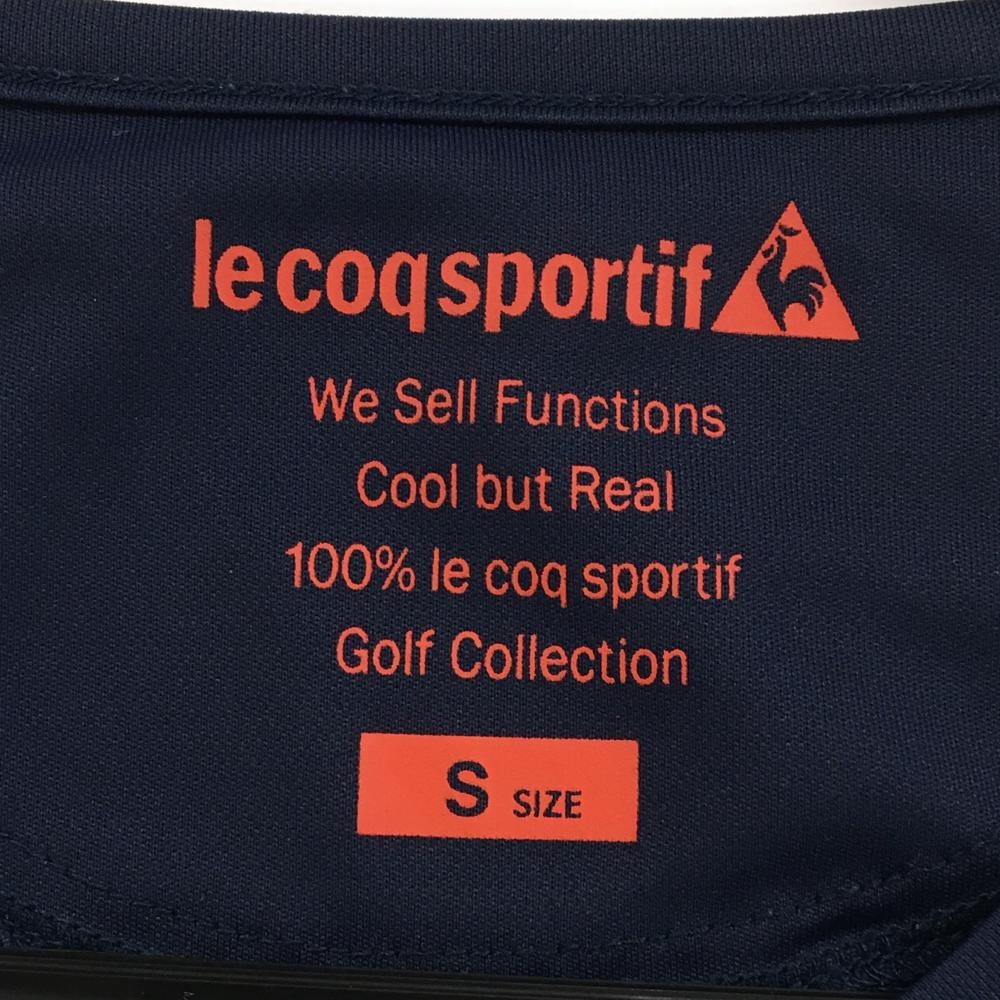 le coq sportif
We Sell Functions
Cool but Real
100% le coq sportif
Golf Collection
S SIZE